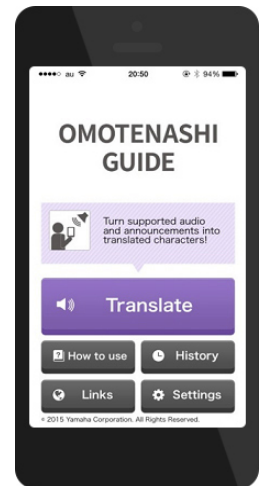 au 20:50 94%
OMOTENASHI
GUIDE
Turn supported audio
and announcements into
translated characters!
Translate
? How to use
History
Links
Settings
© 2015 Yamaha Corporation. All Rights Reserved.